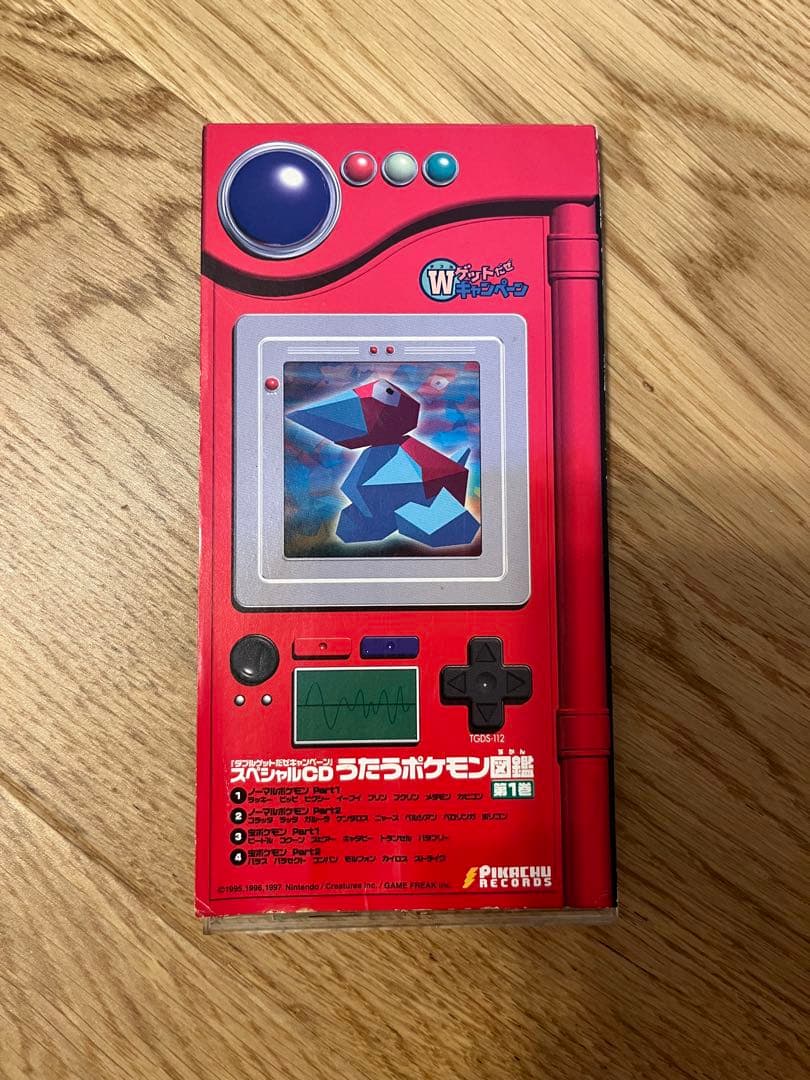 W ゲットだぜ
キャンペーン
TGDS-112
「ダブルゲットだぜキャンペーン」
スペシャルCD うたうポケモン図鑑
ずかん
第1巻
1 ノーマルポケモン Part1
ラッキー ピッピ ピクシー イーブイ プリン プクリン メタモン カビゴン
2 ノーマルポケモン Part2
コラッタ ラッタ ガルーラ ケンタロス ニャース ペルシアン ベロリンガ ポリゴン
3 虫ポケモン Part1
ビードル コクーン スピアー キャタピー トランセル バタフリー
4 虫ポケモン Part2
パラス パラセクト コンパン モルフォン カイロス ストライク
PIKACHU
RECORDS
©1995,1996,1997 Nintendo / Creatures inc. / GAME FREAK inc.